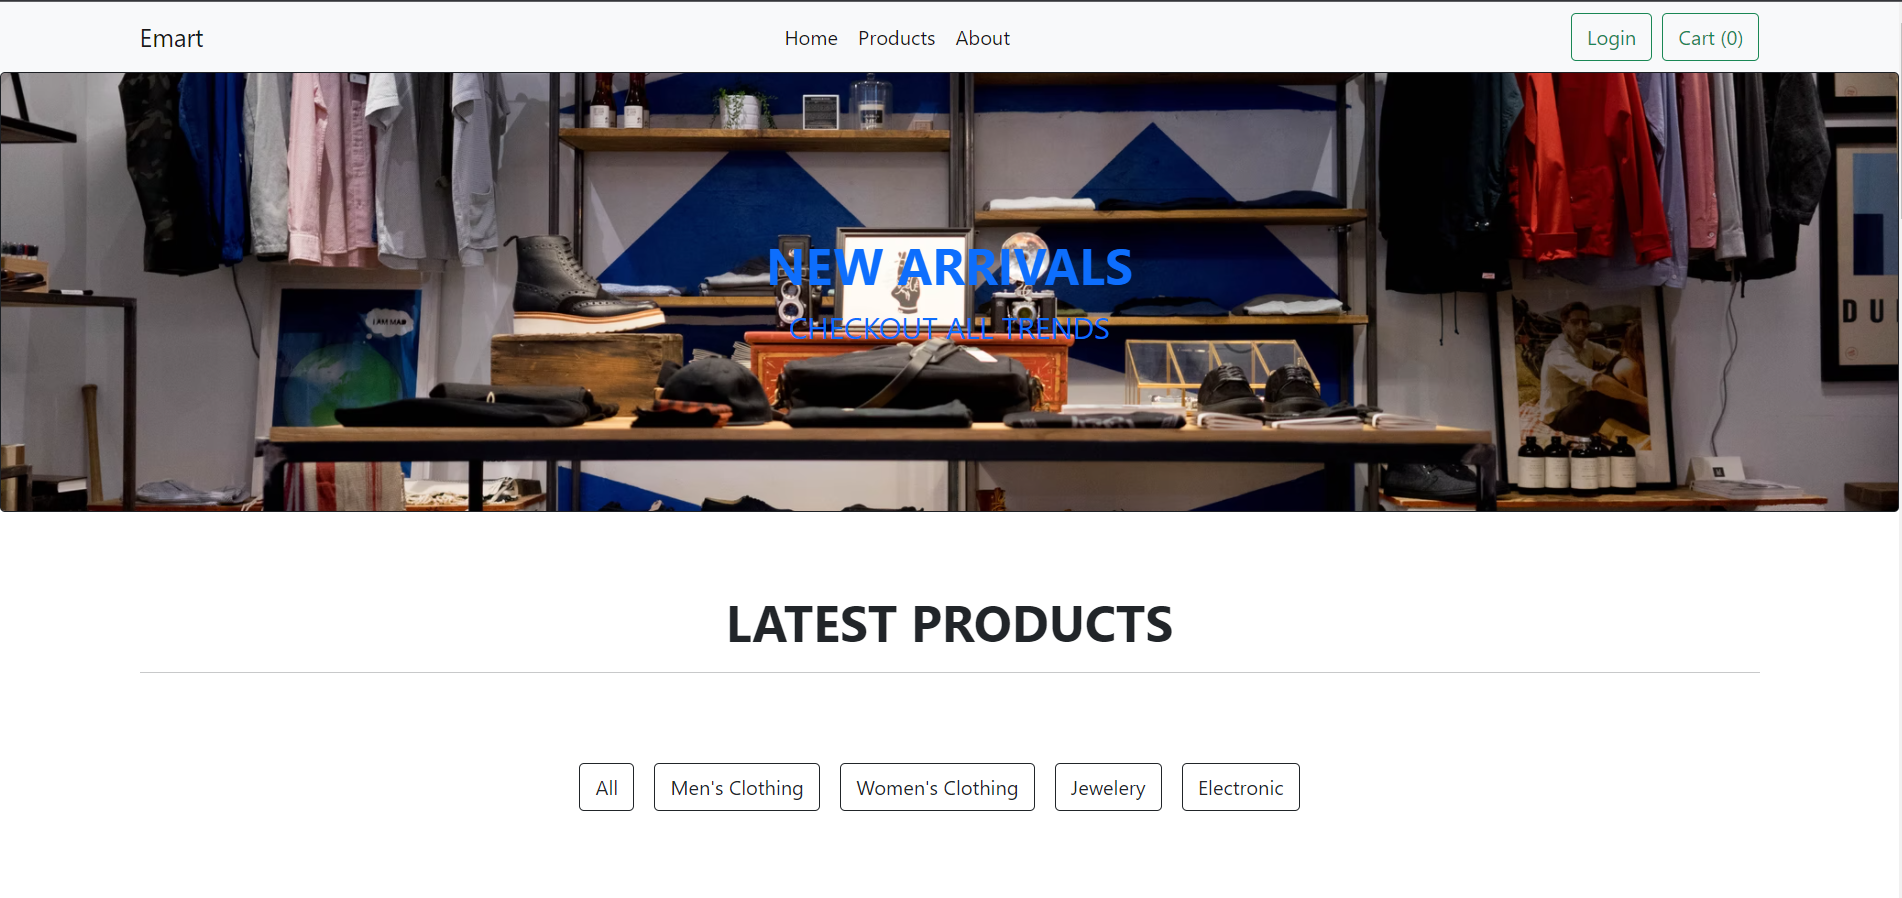 Emart
Home Products About
Login Cart (0)
I AM MAD
NEW ARRIVALS
CHECKOUT ALL TRENDS
DU
LATEST PRODUCTS
All Men's Clothing Women's Clothing Jewelery Electronic